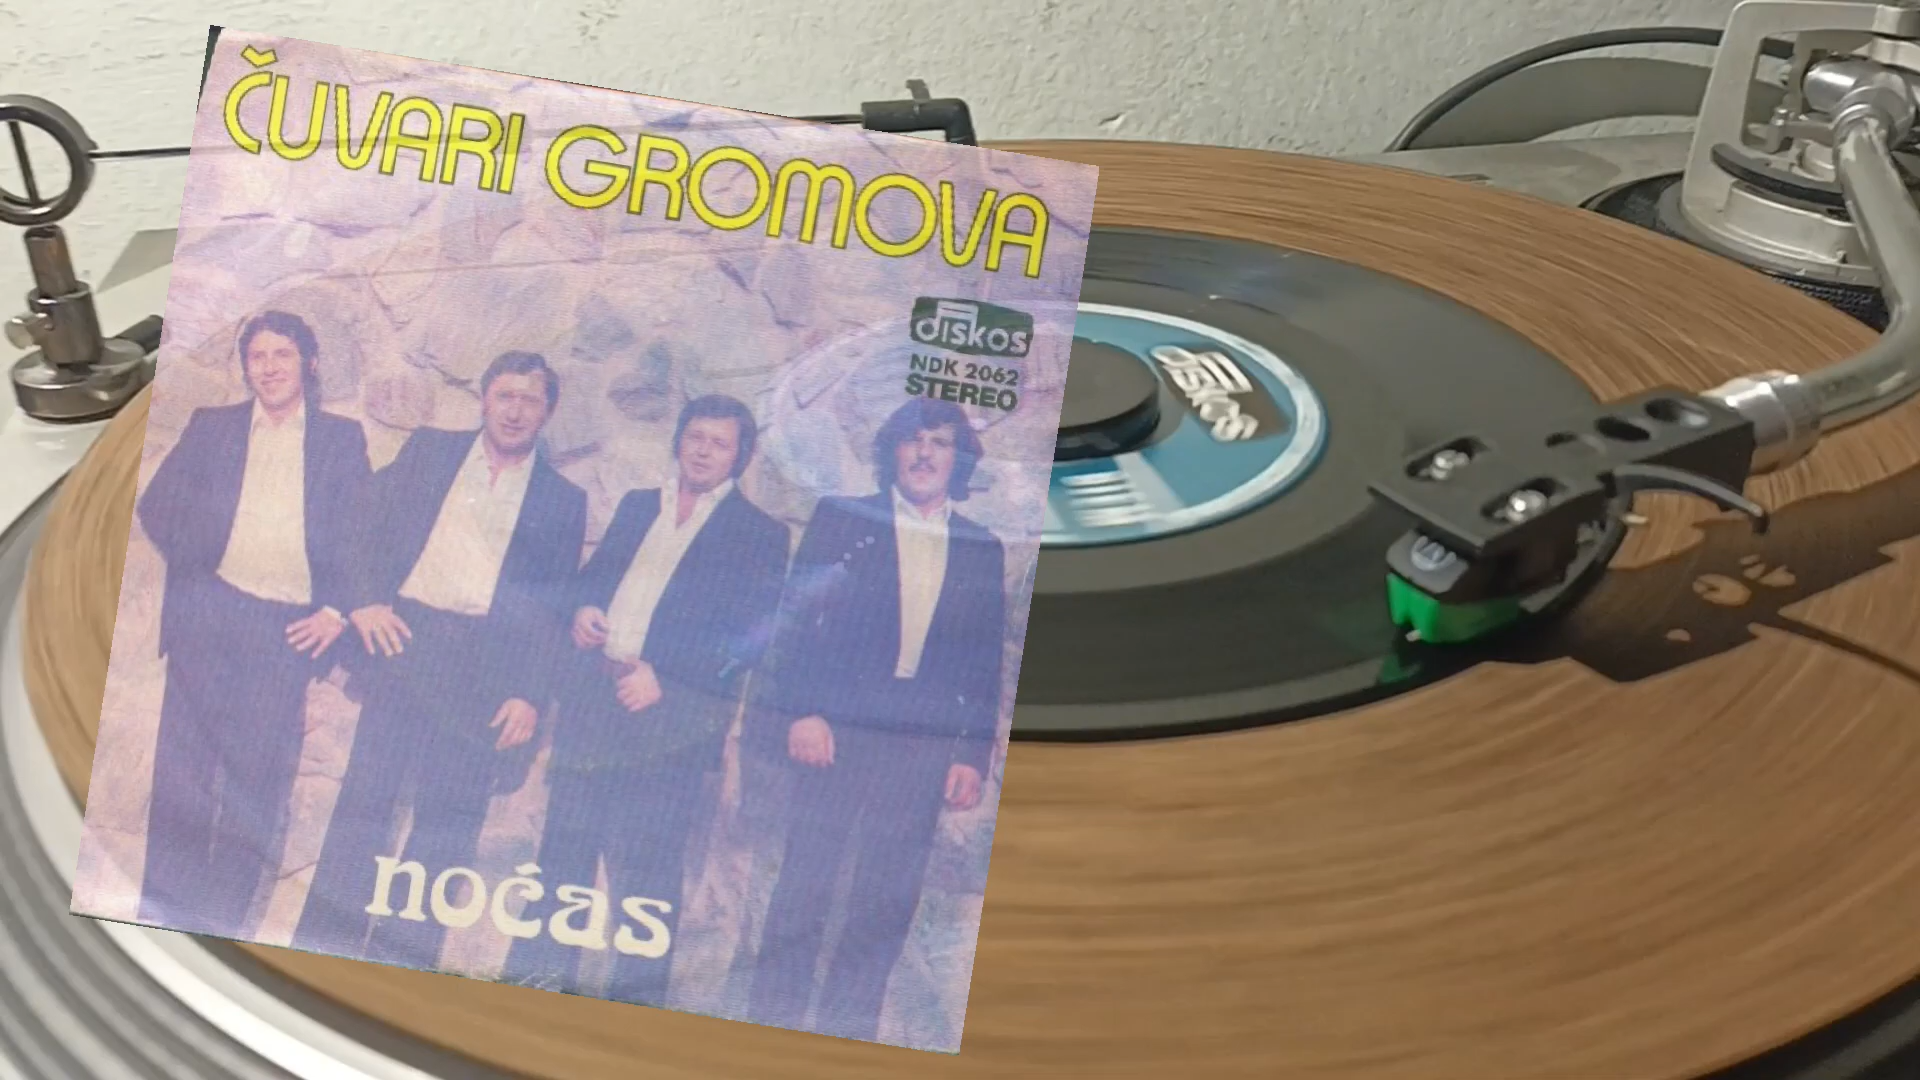 ČUVARI GROMOVA
diskos
NDK 2062
STEREO
noćas
diskos